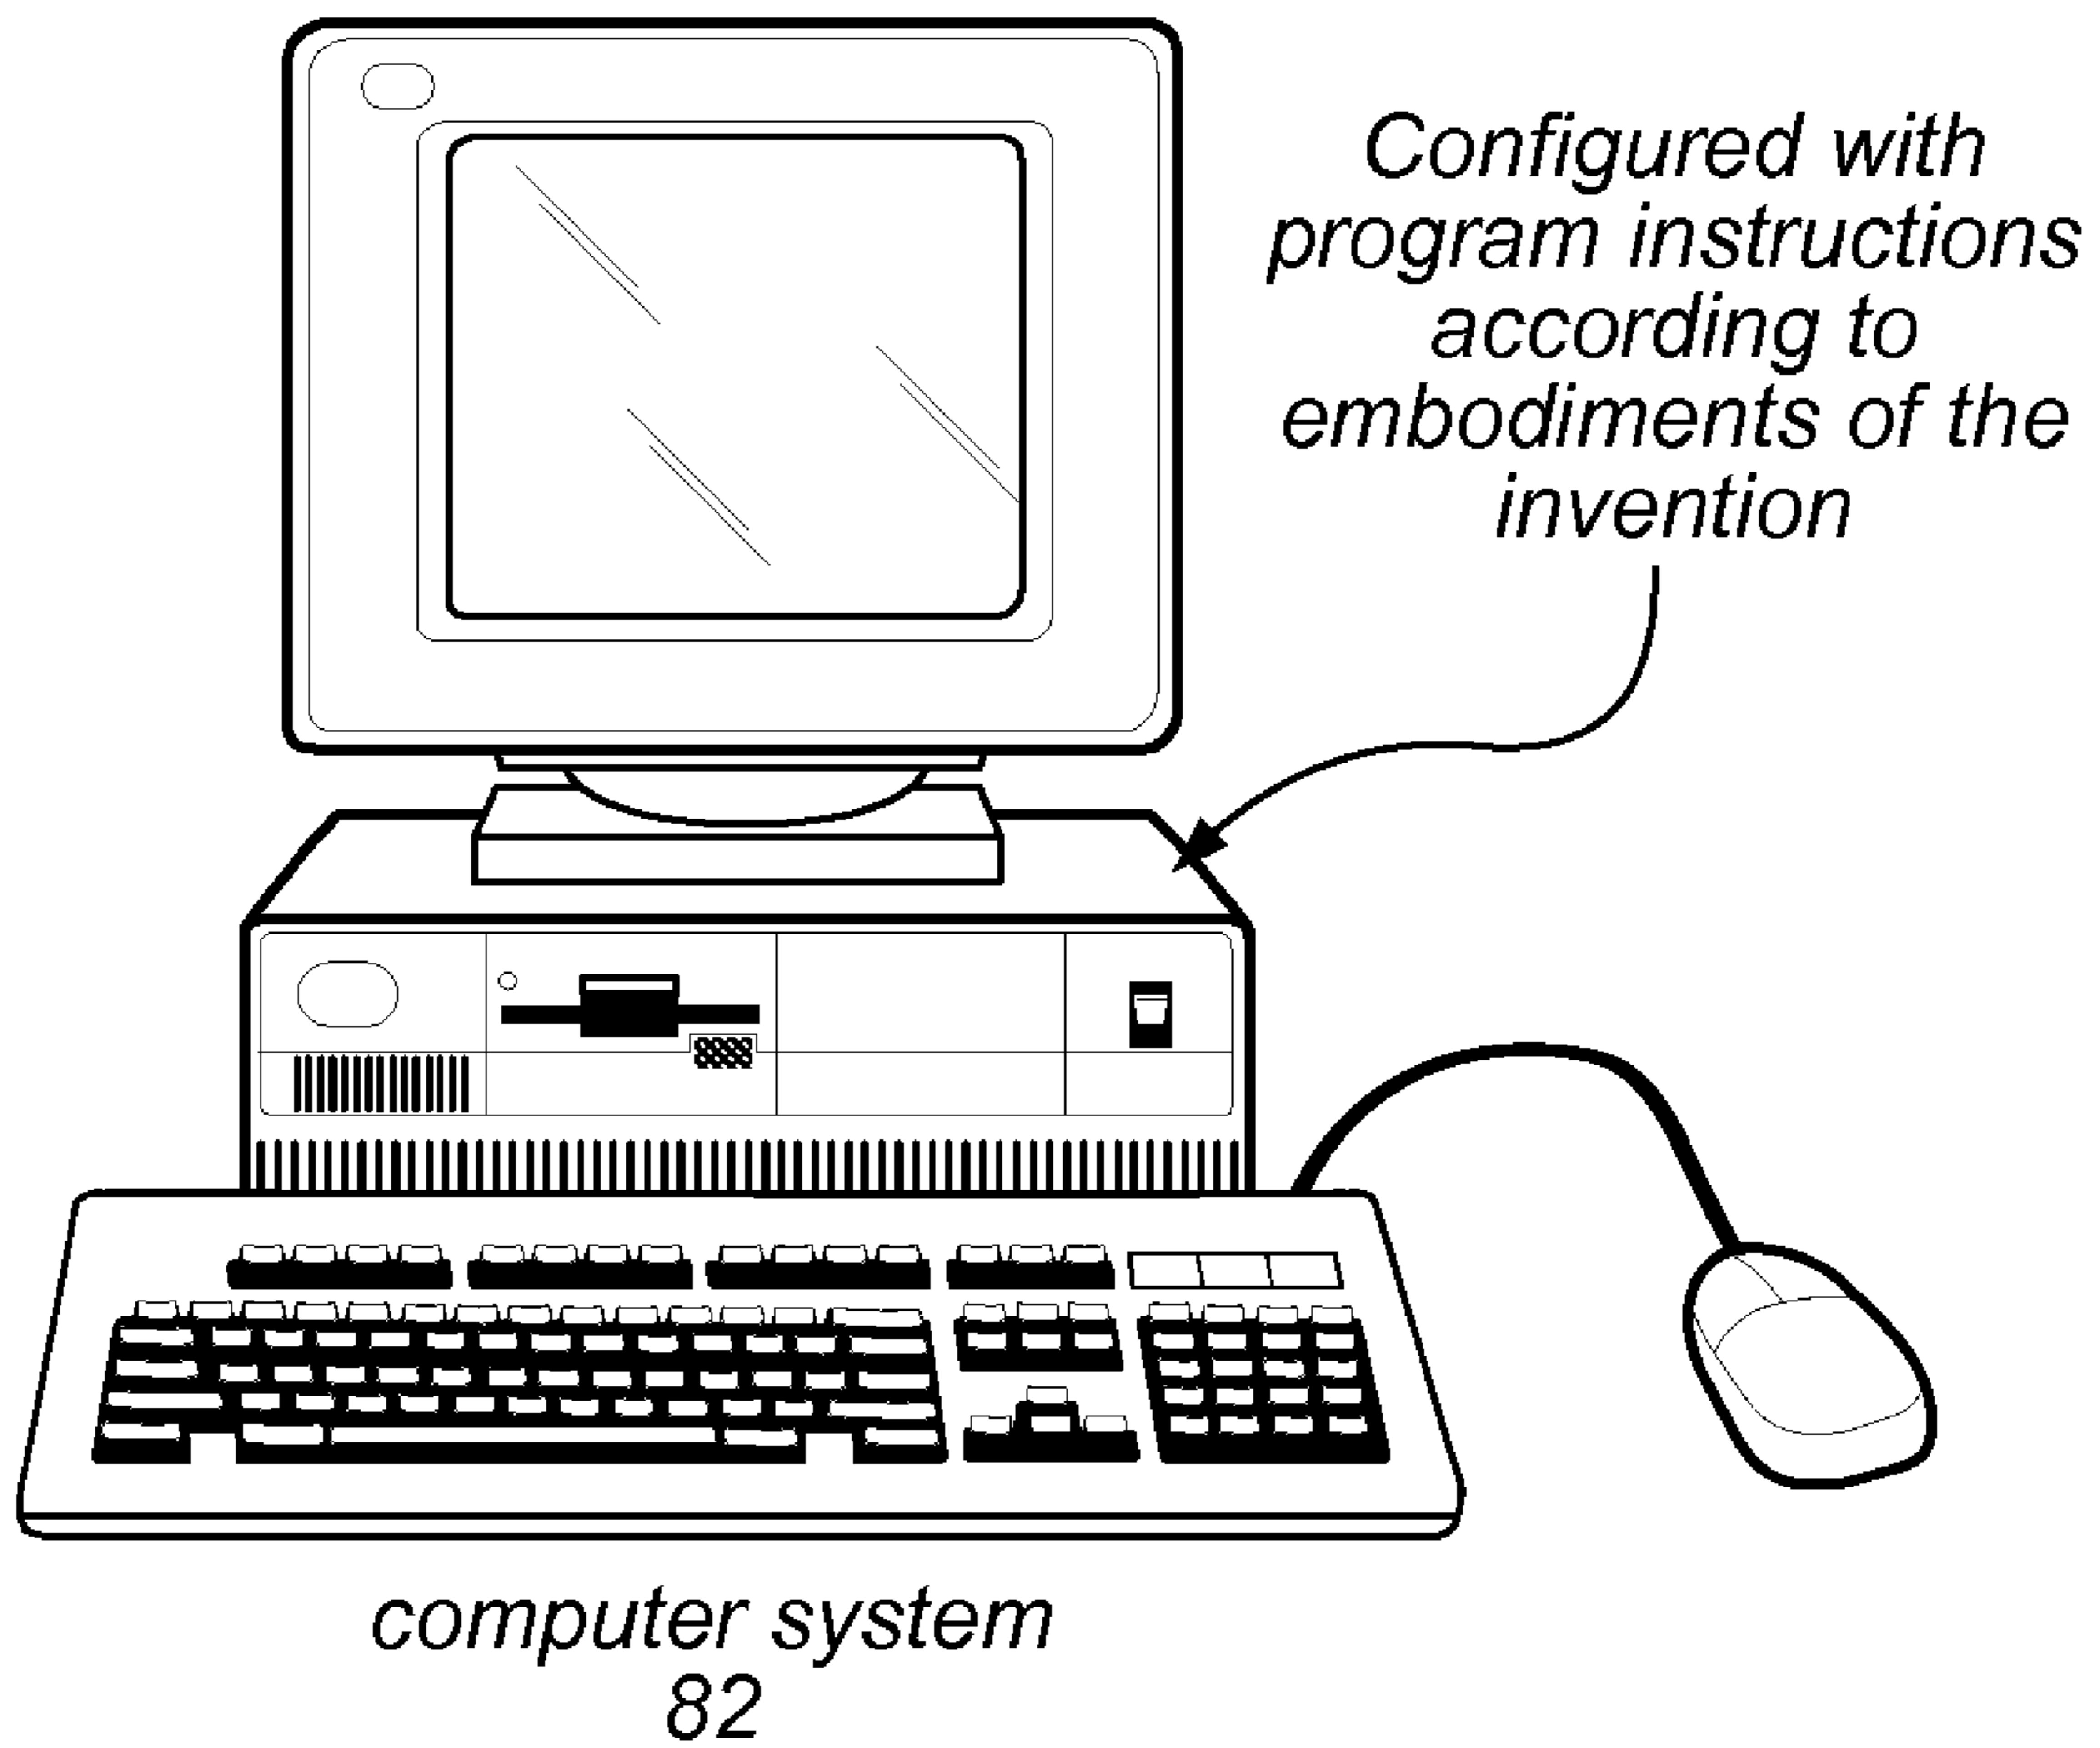 Configured with
program instructions
according to
embodiments of the
invention
computer system
82